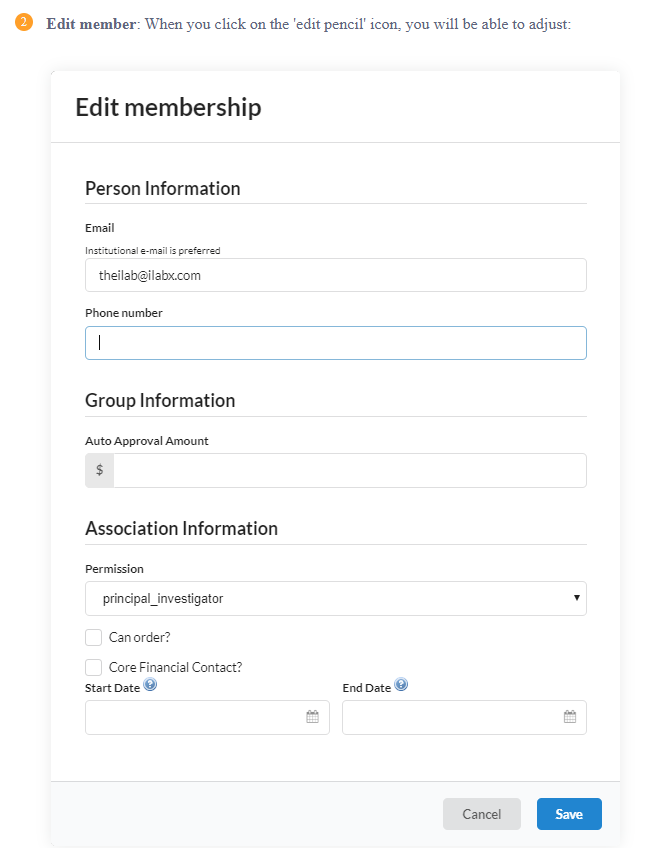 2 Edit member: When you click on the 'edit pencil' icon, you will be able to adjust:
Edit membership
Person Information
Email
Institutional e-mail is preferred
theilab@ilabx.com
Phone number
Group Information
Auto Approval Amount
$
Association Information
Permission
principal_investigator
Can order?
Core Financial Contact?
Start Date ? End Date ?
Cancel Save